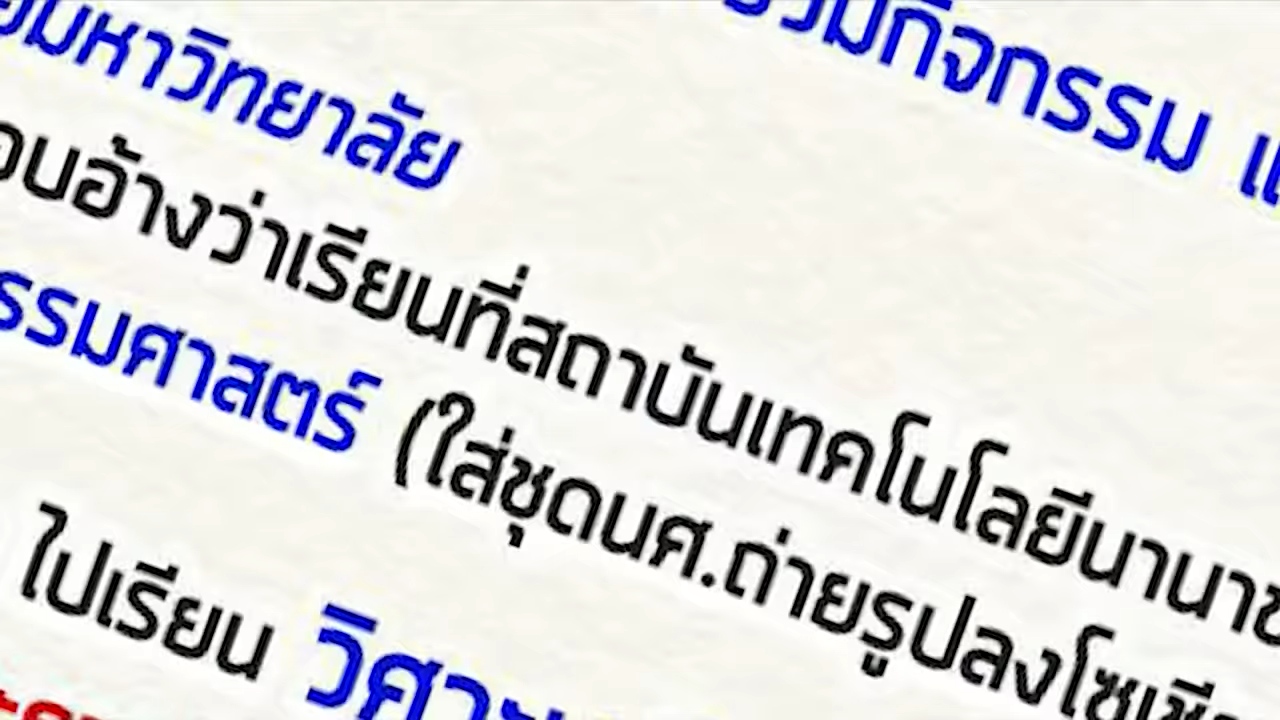 ร่วมกิจกรรม
มหาวิทยาลัย
อ้างว่าเรียนที่สถาบันเทคโนโลยีนานาช
รรมศาสตร์ (ใส่ชุดนศ.ถ่ายรูปลงโซเชีย
ไปเรียน วิศวะ